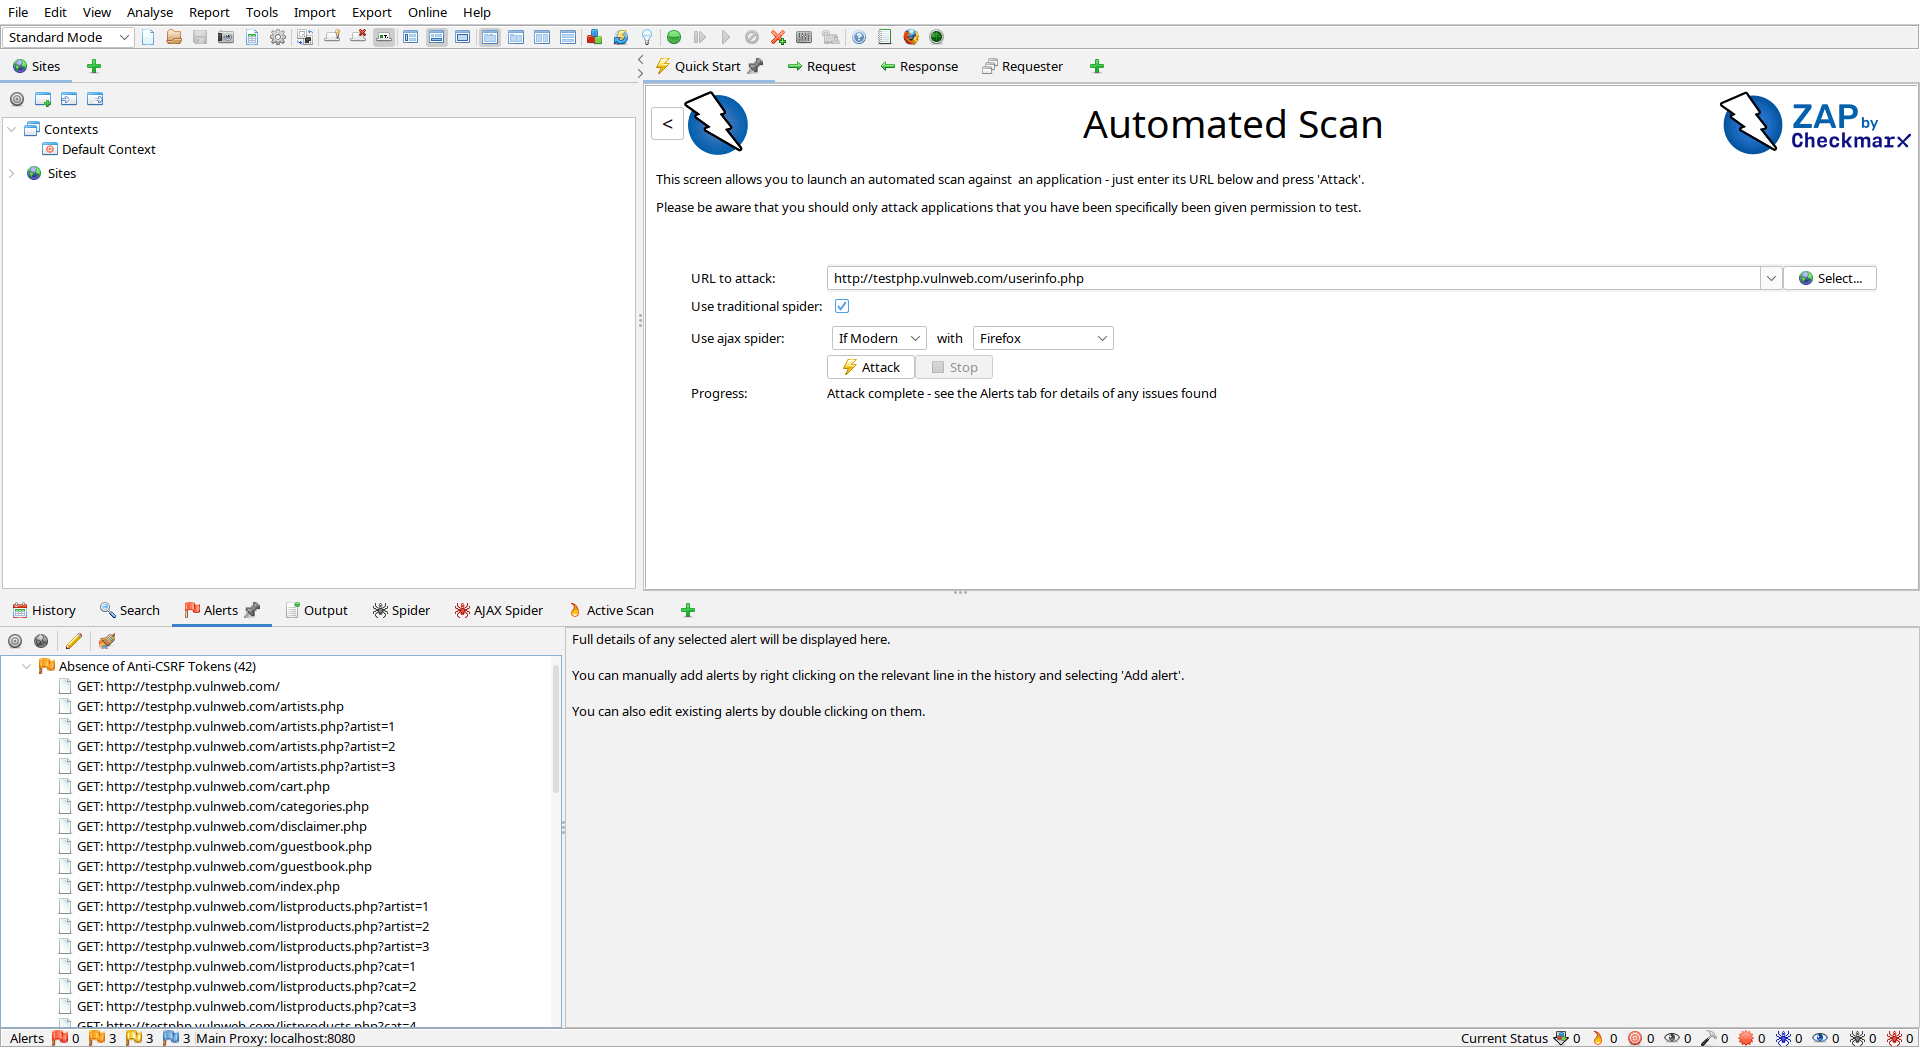 File Edit View Analyse Report Tools Import Export Online Help
Standard Mode
Sites
Quick Start Request Response Requester
<
Automated Scan
ZAP by Checkmarx
Contexts
Default Context
Sites
This screen allows you to launch an automated scan against  an application - just enter its URL below and press 'Attack'.
Please be aware that you should only attack applications that you have been specifically been given permission to test.
URL to attack: http://testphp.vulnweb.com/userinfo.php Select...
Use traditional spider:
Use ajax spider: If Modern with Firefox
Attack Stop
Progress: Attack complete - see the Alerts tab for details of any issues found
History Search Alerts Output Spider AJAX Spider Active Scan
Absence of Anti-CSRF Tokens (42)
GET: http://testphp.vulnweb.com/
GET: http://testphp.vulnweb.com/artists.php
GET: http://testphp.vulnweb.com/artists.php?artist=1
GET: http://testphp.vulnweb.com/artists.php?artist=2
GET: http://testphp.vulnweb.com/artists.php?artist=3
GET: http://testphp.vulnweb.com/cart.php
GET: http://testphp.vulnweb.com/categories.php
GET: http://testphp.vulnweb.com/disclaimer.php
GET: http://testphp.vulnweb.com/guestbook.php
GET: http://testphp.vulnweb.com/guestbook.php
GET: http://testphp.vulnweb.com/index.php
GET: http://testphp.vulnweb.com/listproducts.php?artist=1
GET: http://testphp.vulnweb.com/listproducts.php?artist=2
GET: http://testphp.vulnweb.com/listproducts.php?artist=3
GET: http://testphp.vulnweb.com/listproducts.php?cat=1
GET: http://testphp.vulnweb.com/listproducts.php?cat=2
GET: http://testphp.vulnweb.com/listproducts.php?cat=3
GET: http://testphp.vulnweb.com/listproducts.php?cat=4
Full details of any selected alert will be displayed here.
You can manually add alerts by right clicking on the relevant line in the history and selecting 'Add alert'.
You can also edit existing alerts by double clicking on them.
Alerts 0 3 3 3 Main Proxy: localhost:8080
Current Status 0 0 0 0 0 0 0 0 0 0